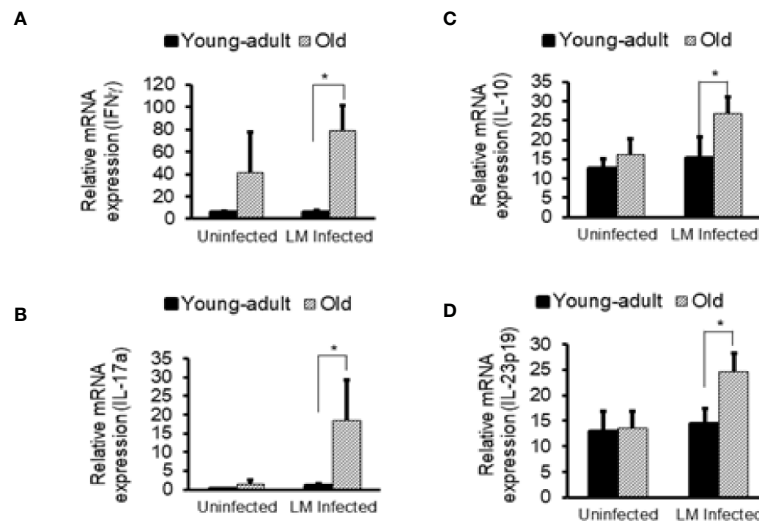 A
Young-adult Old
Relative mRNA
expression (IFNγ)
120
100
80
60
40
20
0
*
Uninfected LM Infected
B
Young-adult Old
Relative mRNA
expression (IL-17a)
35
30
25
20
15
10
5
0
*
Uninfected LM Infected
C
Young-adult Old
Relative mRNA
expression (IL-10)
35
30
25
20
15
10
5
0
*
Uninfected LM Infected
D
Young-adult Old
Relative mRNA
expression (IL-23p19)
30
25
20
15
10
5
0
*
Uninfected LM Infected